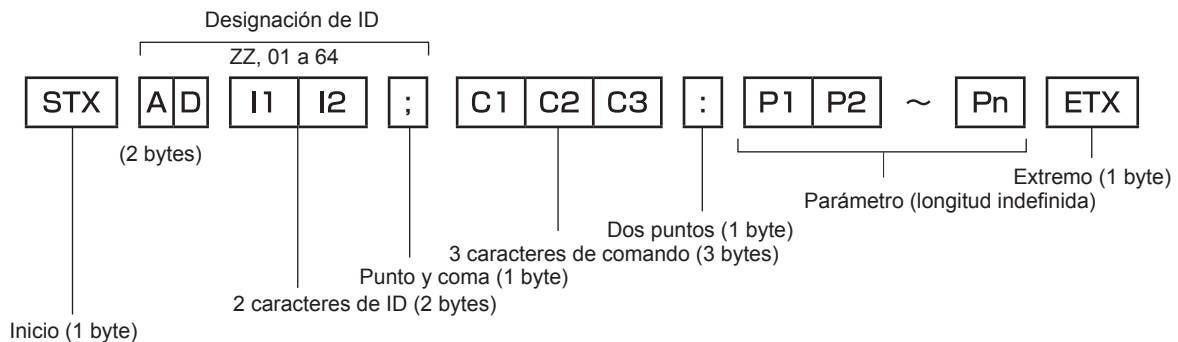 Designación de ID
ZZ, 01 a 64
STX A D I1 I2 ; C1 C2 C3 : P1 P2 ~ Pn ETX
(2 bytes)
Extremo (1 byte)
Parámetro (longitud indefinida)
Dos puntos (1 byte)
3 caracteres de comando (3 bytes)
Punto y coma (1 byte)
2 caracteres de ID (2 bytes)
Inicio (1 byte)